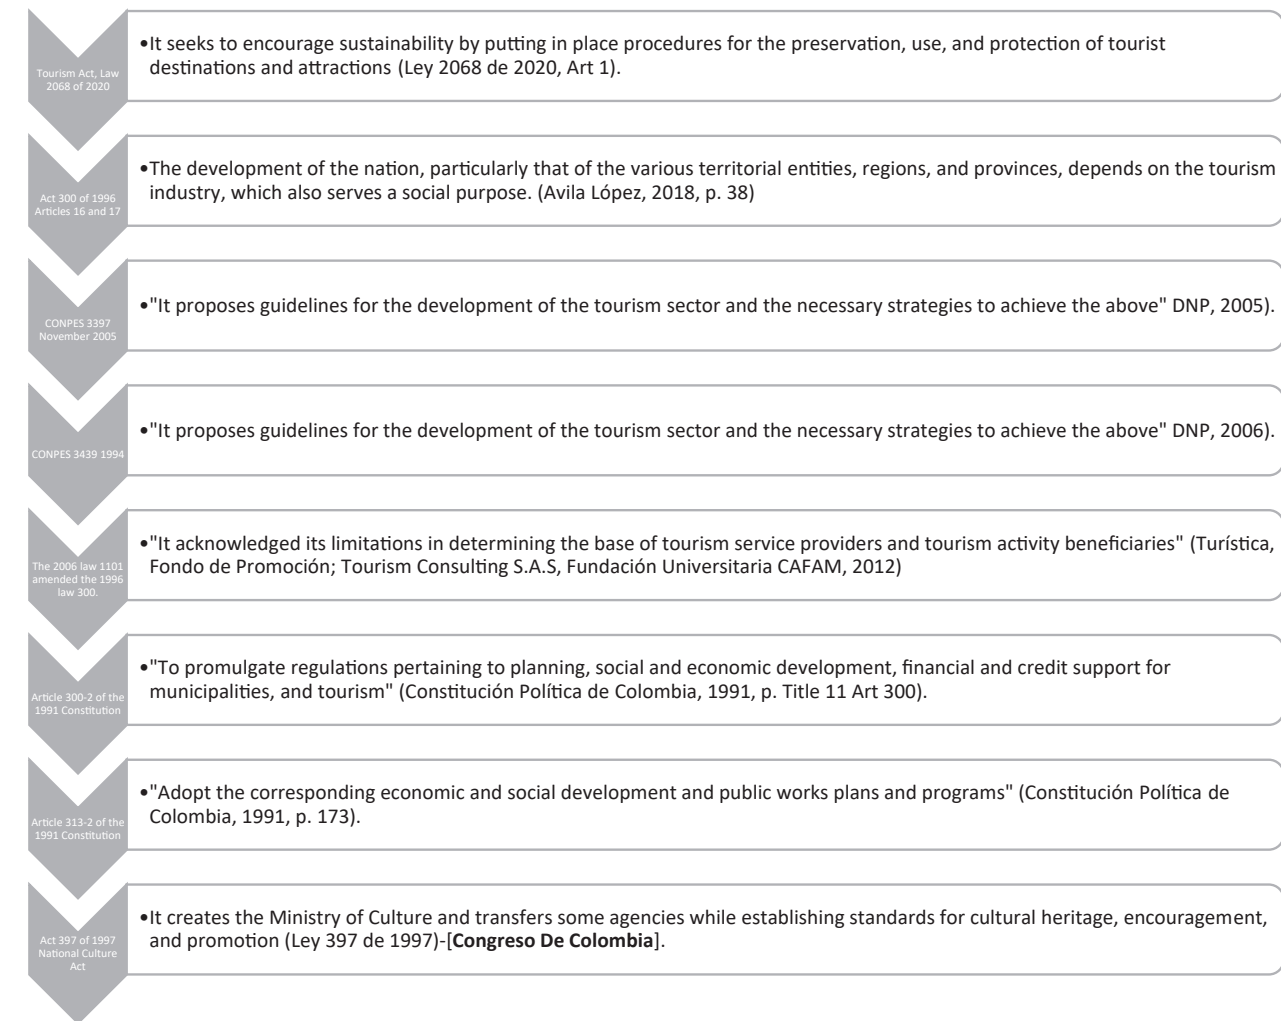 Tourism Act, Law
2068 of 2020
•It seeks to encourage sustainability by putting in place procedures for the preservation, use, and protection of tourist
destinations and attractions (Ley 2068 de 2020, Art 1).
Act 300 of 1996
Articles 16 and 17
•The development of the nation, particularly that of the various territorial entities, regions, and provinces, depends on the tourism
industry, which also serves a social purpose. (Avila López, 2018, p. 38)
CONPES 3397
November 2005
•"It proposes guidelines for the development of the tourism sector and the necessary strategies to achieve the above" DNP, 2005).
CONPES 3439 1994
•"It proposes guidelines for the development of the tourism sector and the necessary strategies to achieve the above" DNP, 2006).
The 2006 law 1101
amended the 1996
law 300.
•"It acknowledged its limitations in determining the base of tourism service providers and tourism activity beneficiaries" (Turística,
Fondo de Promoción; Tourism Consulting S.A.S, Fundación Universitaria CAFAM, 2012)
Article 300-2 of the
1991 Constitution
•"To promulgate regulations pertaining to planning, social and economic development, financial and credit support for
municipalities, and tourism" (Constitución Política de Colombia, 1991, p. Title 11 Art 300).
Article 313-2 of the
1991 Constitution
•"Adopt the corresponding economic and social development and public works plans and programs" (Constitución Política de
Colombia, 1991, p. 173).
Act 397 of 1997
National Culture
Act
•It creates the Ministry of Culture and transfers some agencies while establishing standards for cultural heritage, encouragement,
and promotion (Ley 397 de 1997)-[Congreso De Colombia].